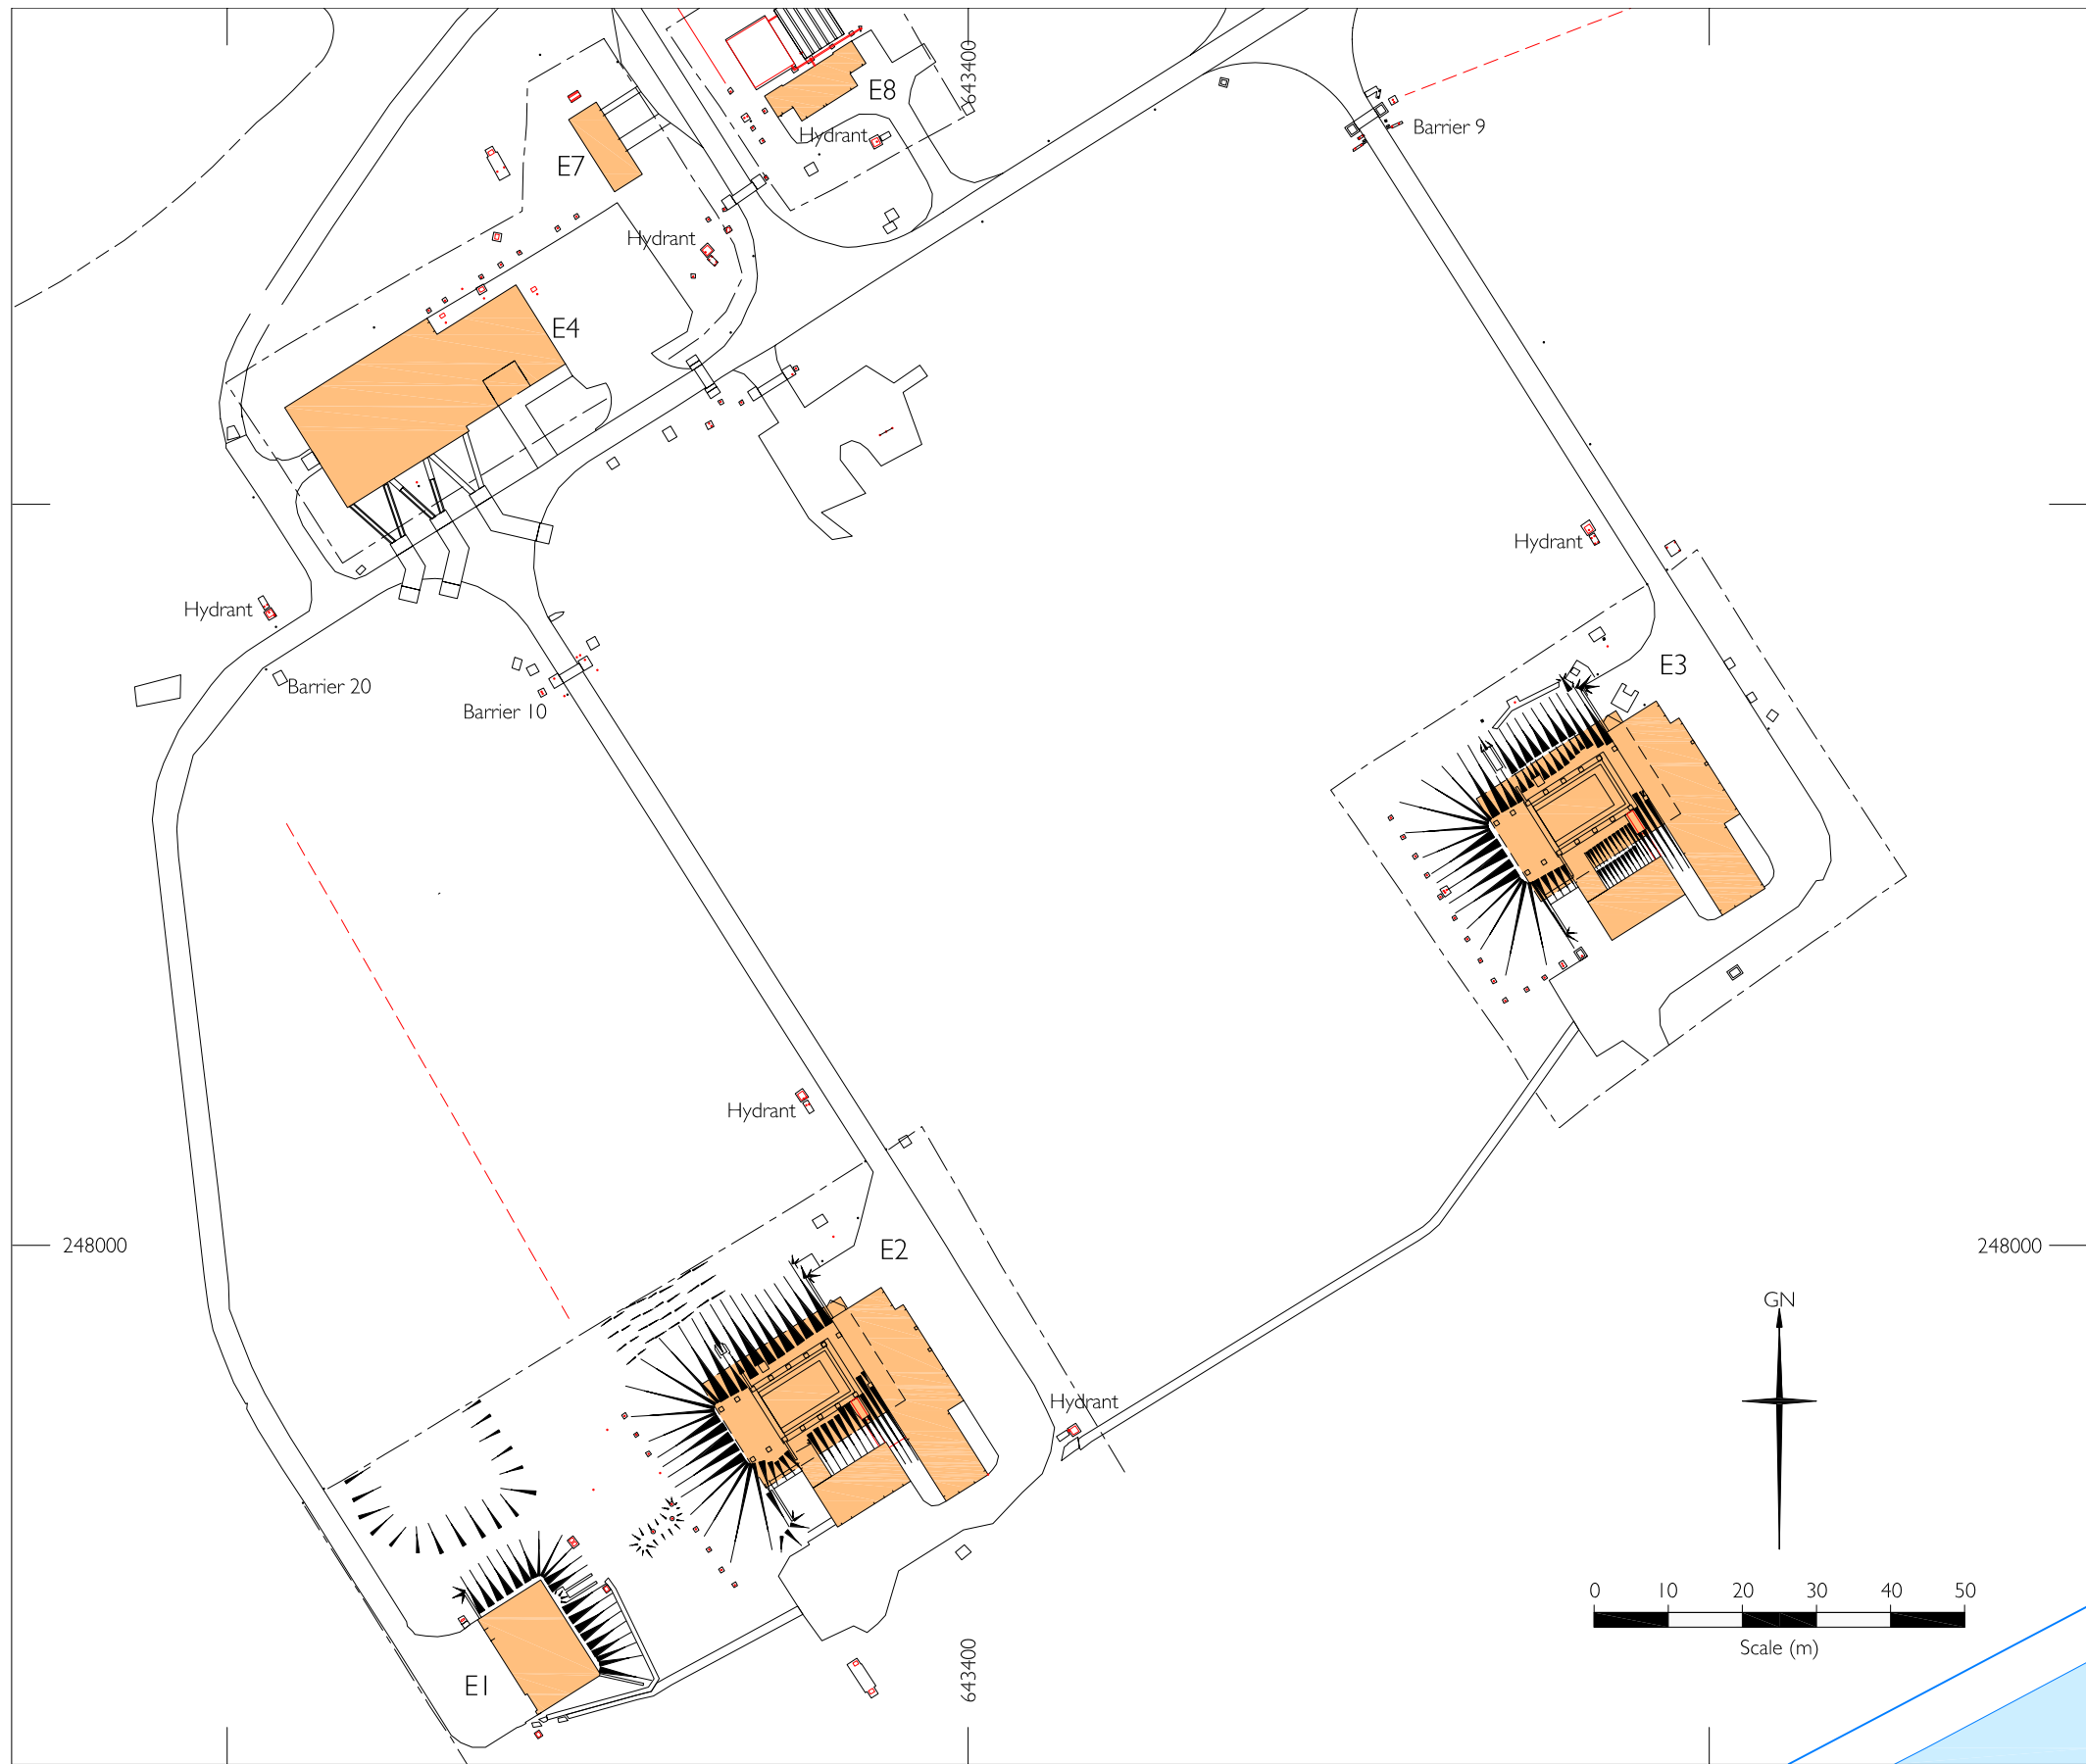 643400
E8
Hydrant
Barrier 9
E7
Hydrant
E4
Hydrant
Hydrant
E3
Barrier 20
Barrier 10
Hydrant
248000
E2
248000
GN
Hydrant
0 10 20 30 40 50
Scale (m)
643400
E1